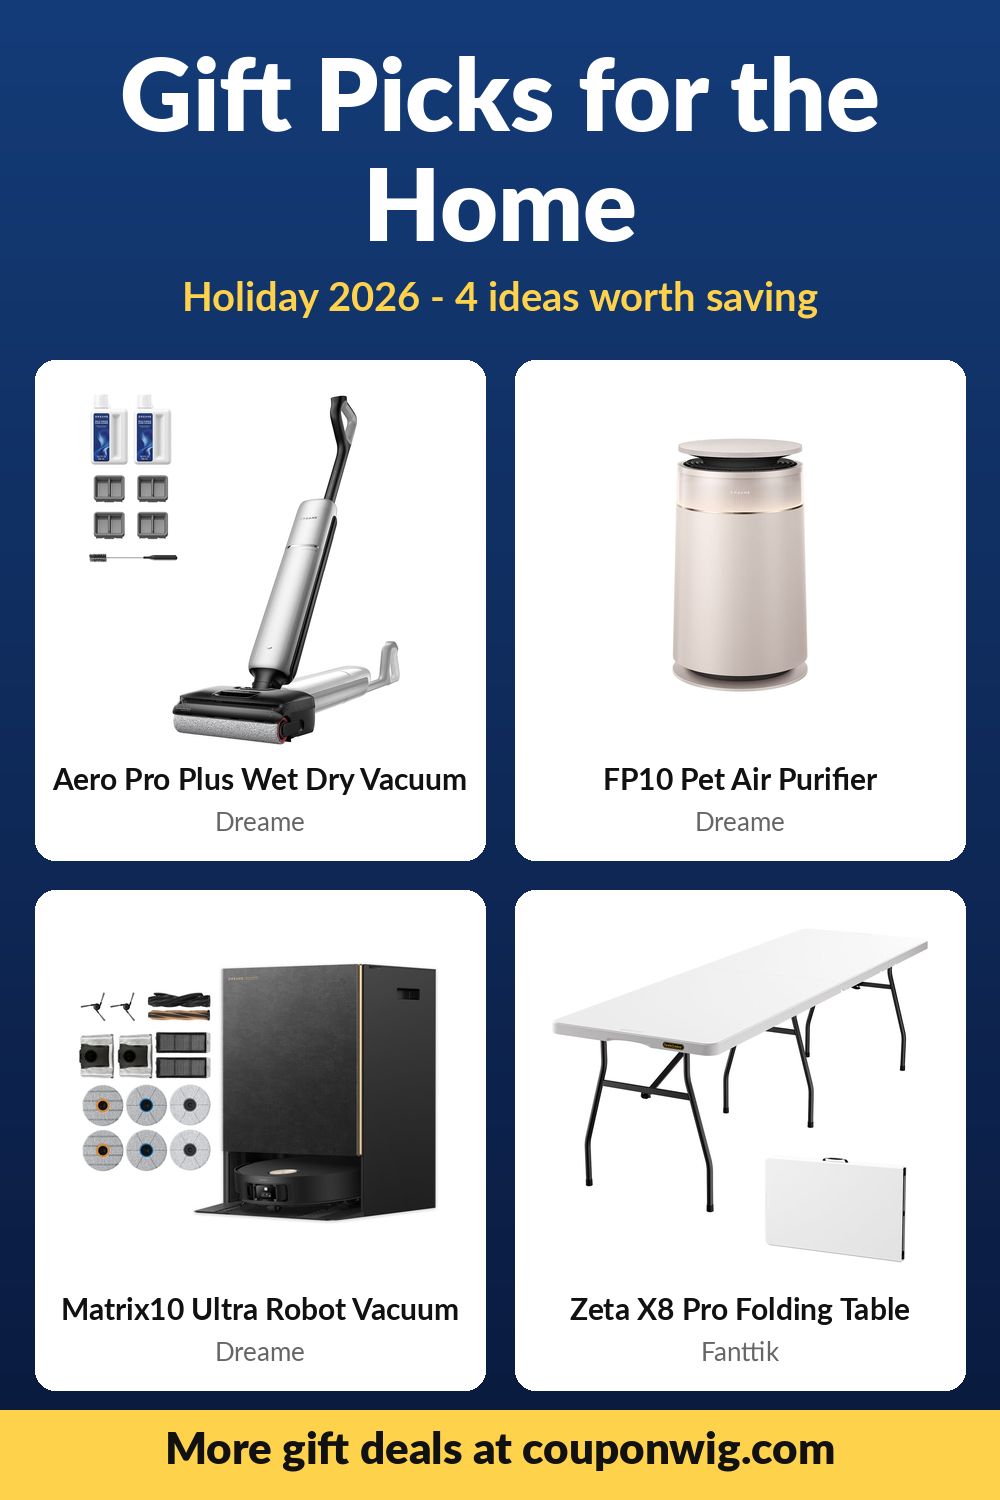 Gift Picks for the
Home
Holiday 2026 - 4 ideas worth saving
Aero Pro Plus Wet Dry Vacuum
Dreame
FP10 Pet Air Purifier
Dreame
Matrix10 Ultra Robot Vacuum
Dreame
Zeta X8 Pro Folding Table
Fanttik
More gift deals at couponwig.com